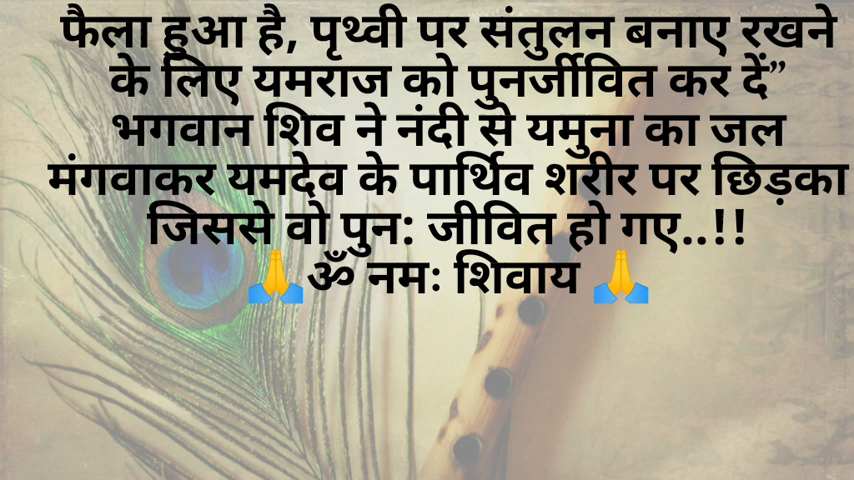 फैला हुआ है, पृथ्वी पर संतुलन बनाए रखने
के लिए यमराज को पुनर्जीवित कर दें”
भगवान शिव ने नंदी से यमुना का जल
मंगवाकर यमदेव के पार्थिव शरीर पर छिड़का
जिससे वो पुन: जीवित हो गए..!!
🙏ॐ नमः शिवाय 🙏